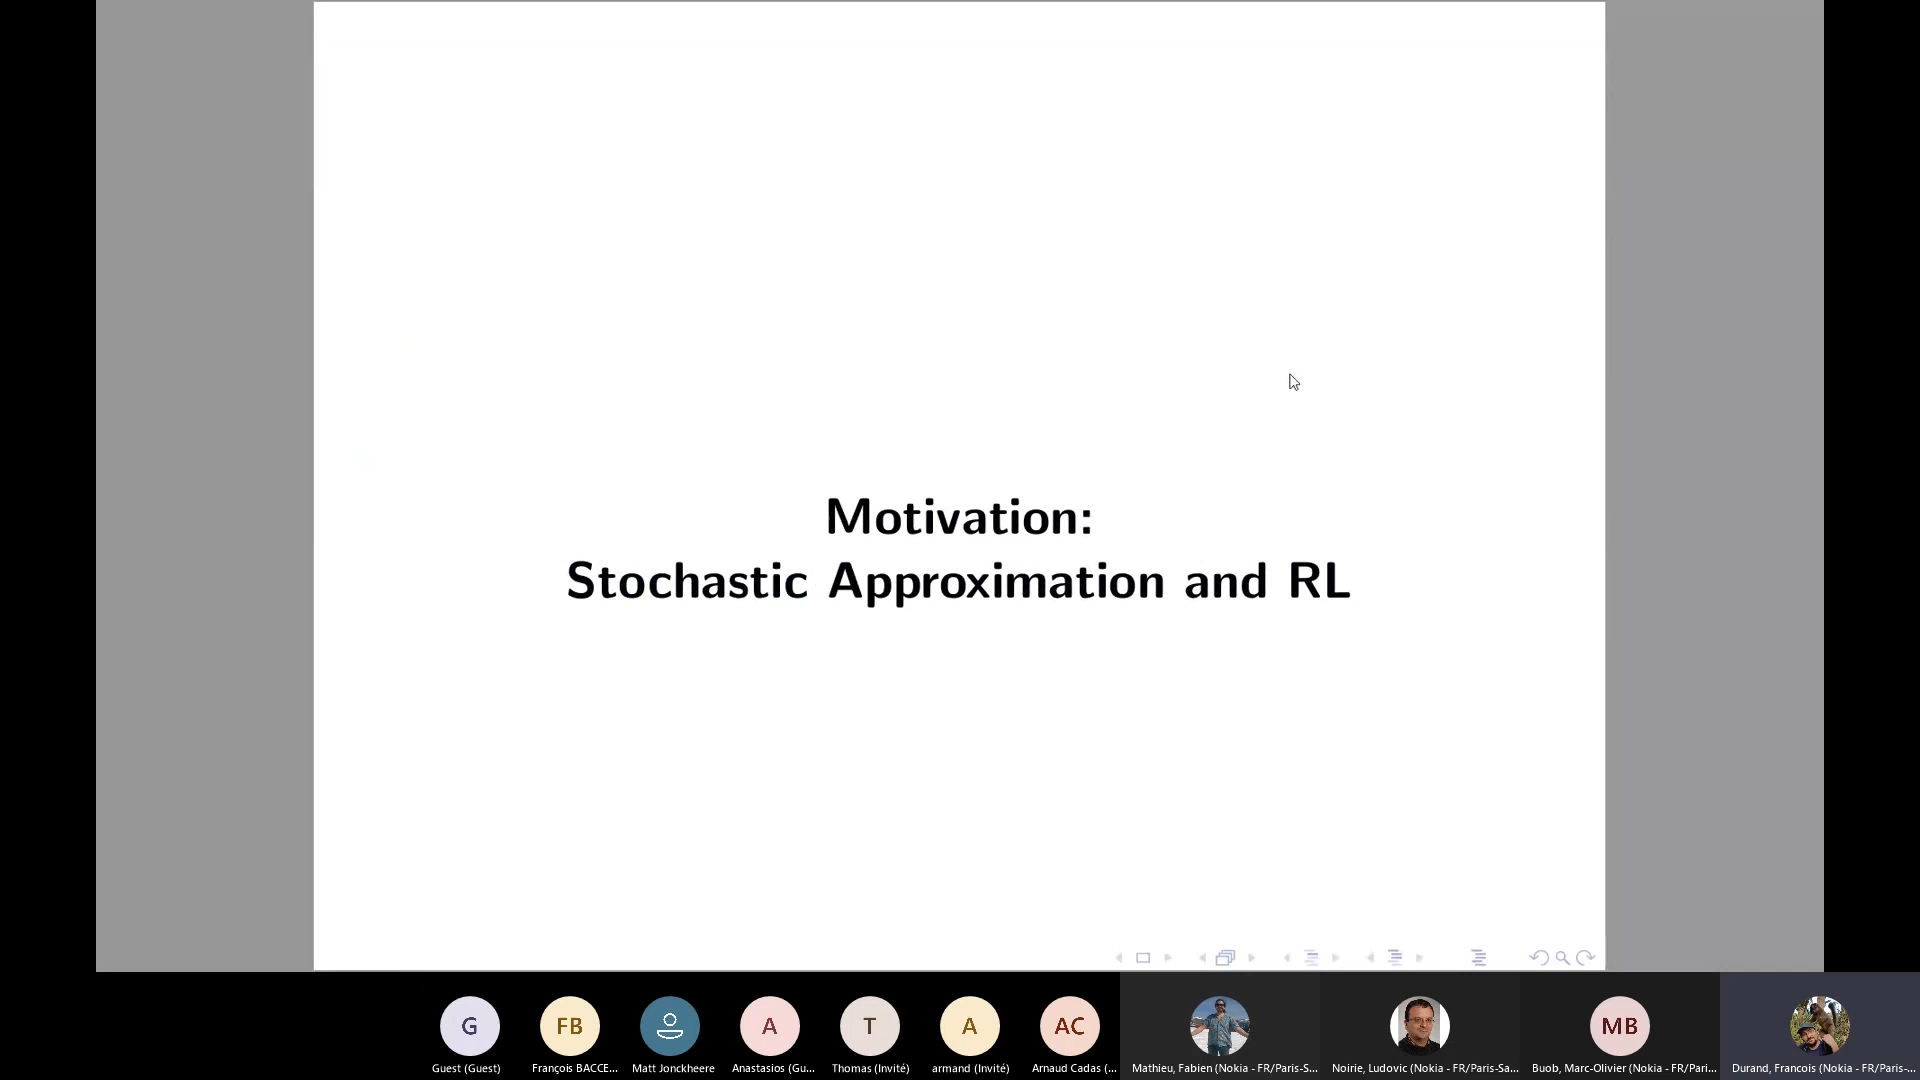 Motivation:
Stochastic Approximation and RL
G
FB
A
T
A
AC
MB
Guest (Guest)
François BACCE...
Matt Jonckheere
Anastasios (Gu...
Thomas (Invité)
armand (Invité)
Arnaud Cadas (...
Mathieu, Fabien (Nokia - FR/Paris-S...
Noirie, Ludovic (Nokia - FR/Paris-Sa...
Buob, Marc-Olivier (Nokia - FR/Pari...
Durand, Francois (Nokia - FR/Paris-...